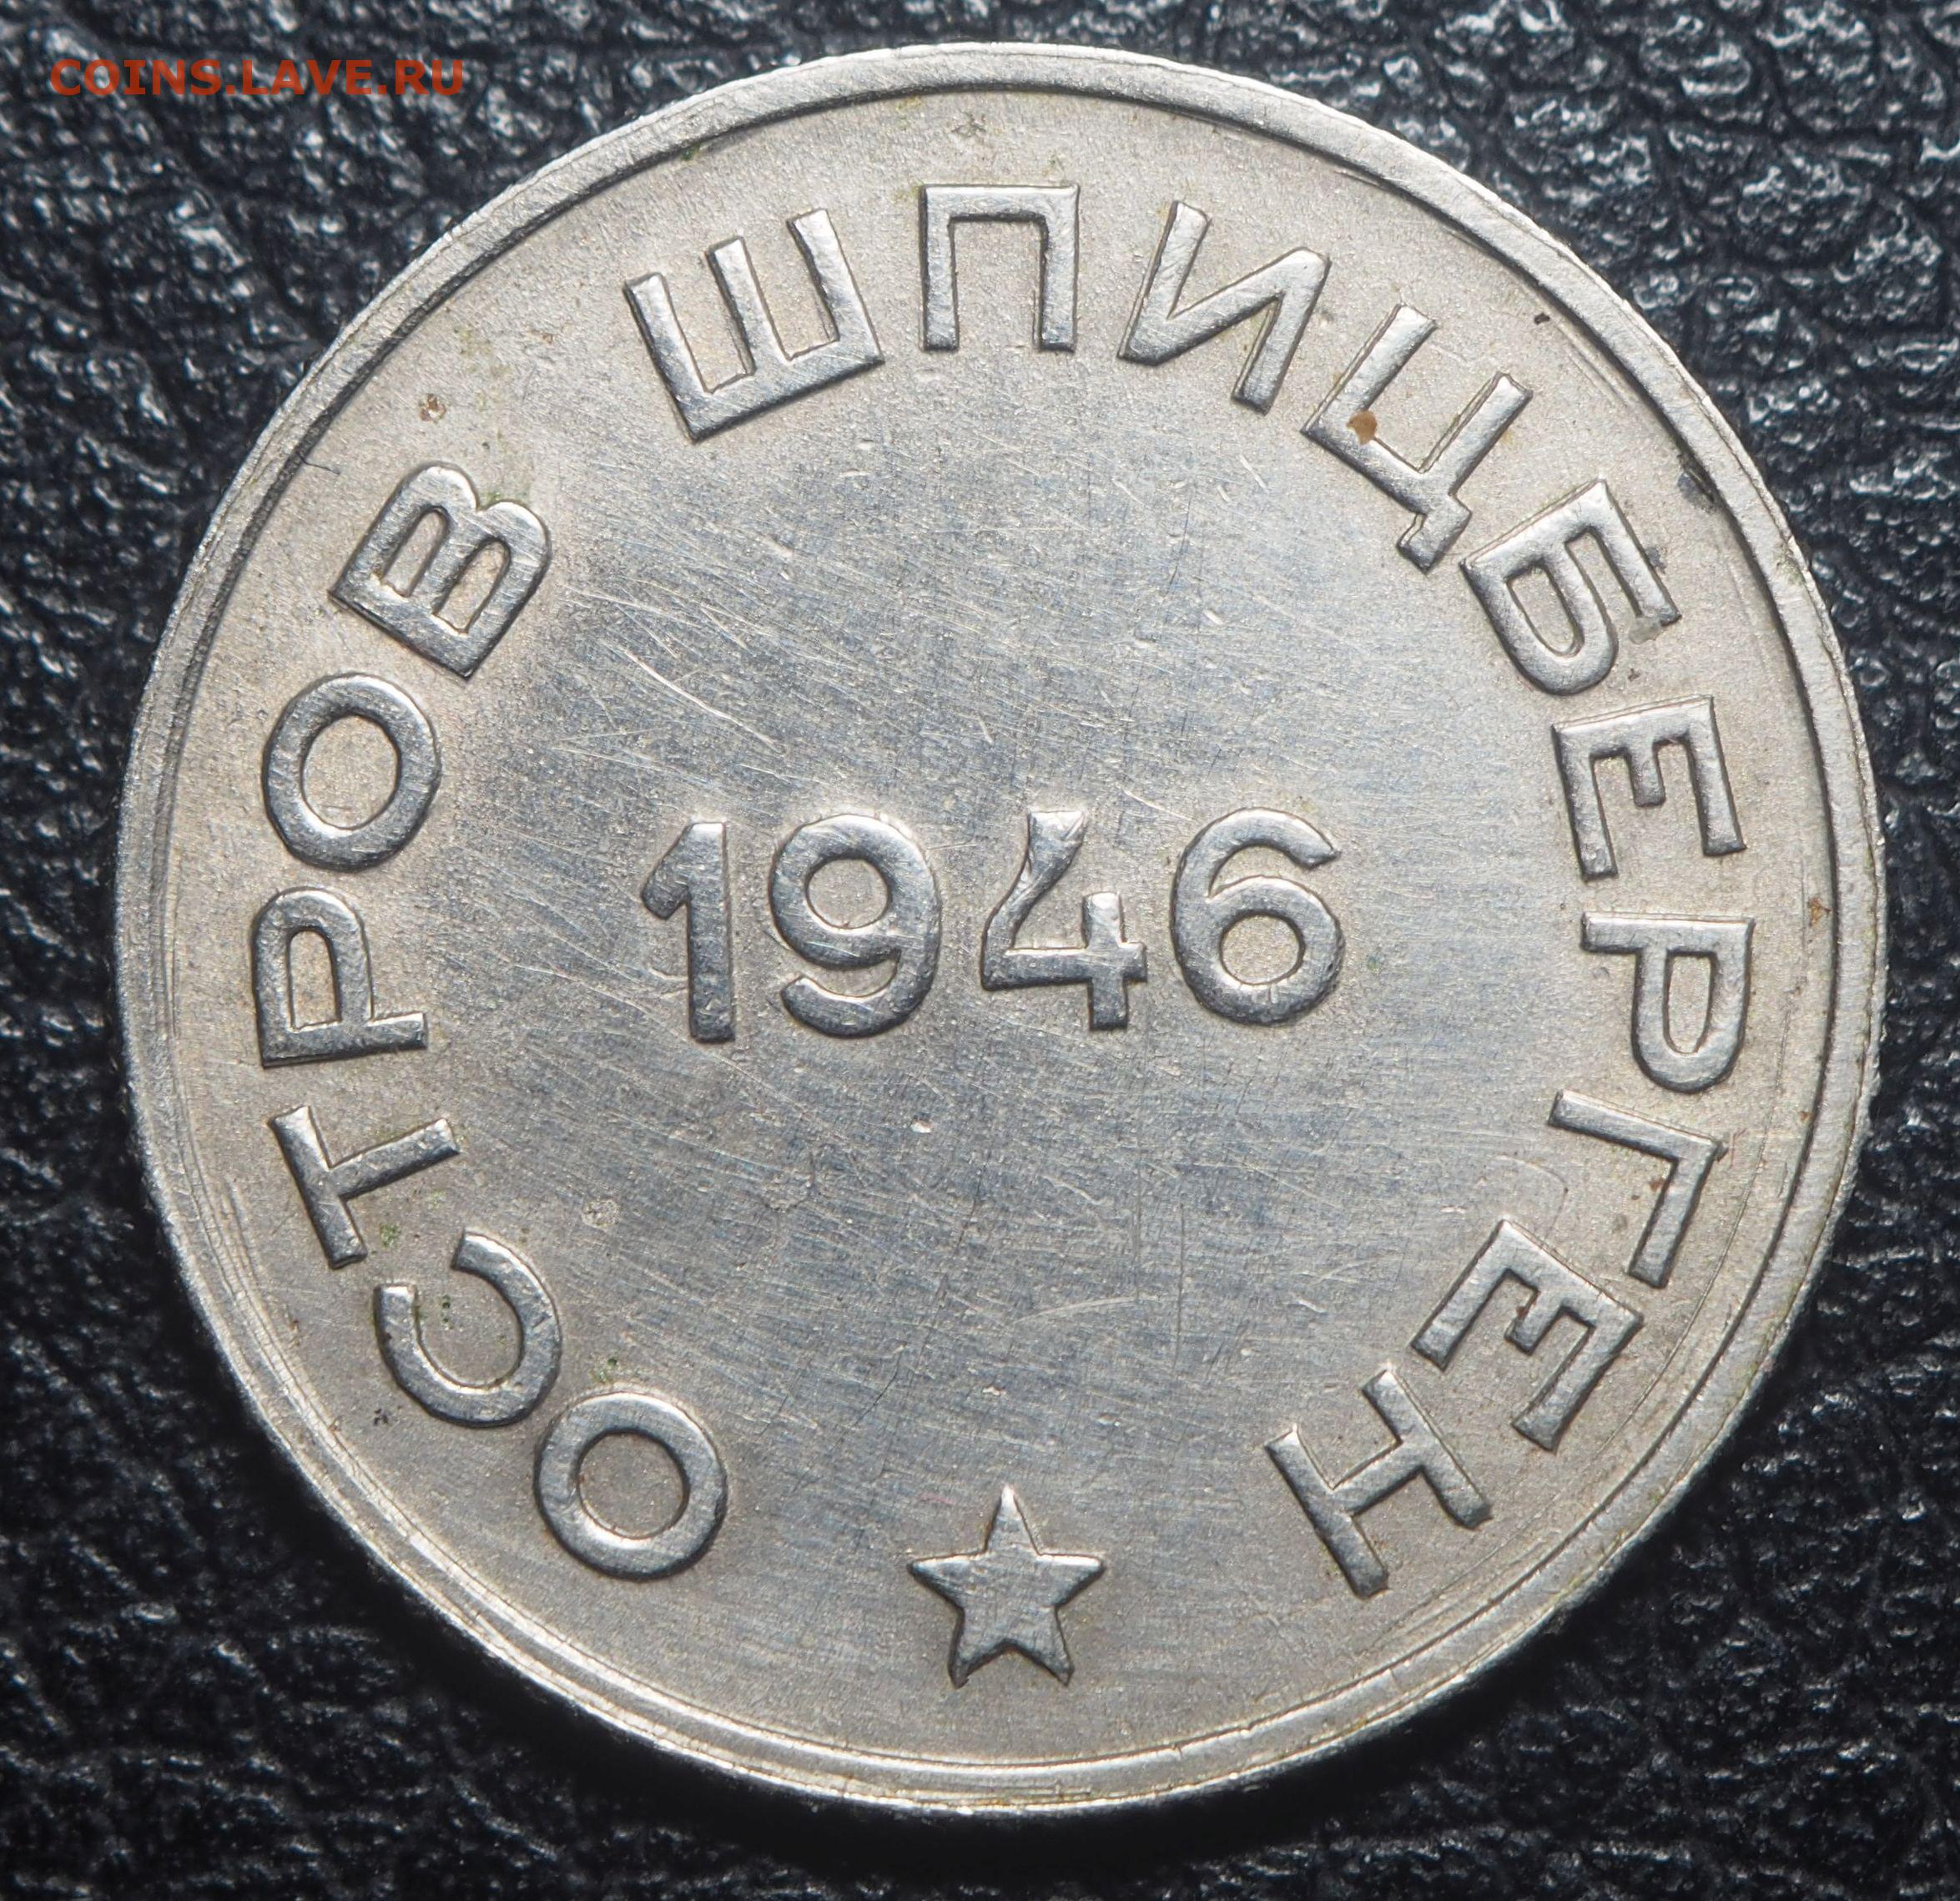 COINS.LAVE.RU
ОСТРОВ ШПИЦБЕРГЕН
1946